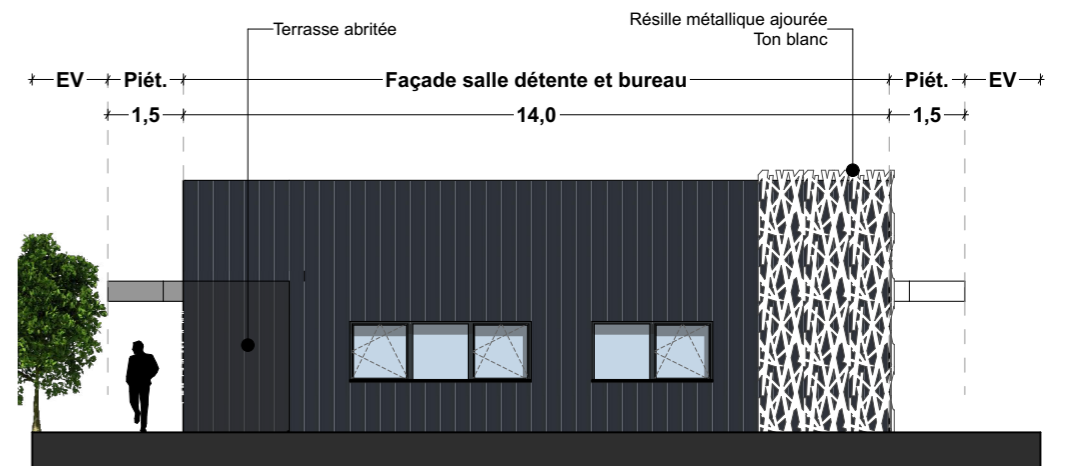 Terrasse abritée
Résille métallique ajourée
Ton blanc
EV Piét. Façade salle détente et bureau Piét. EV
1,5 14,0 1,5